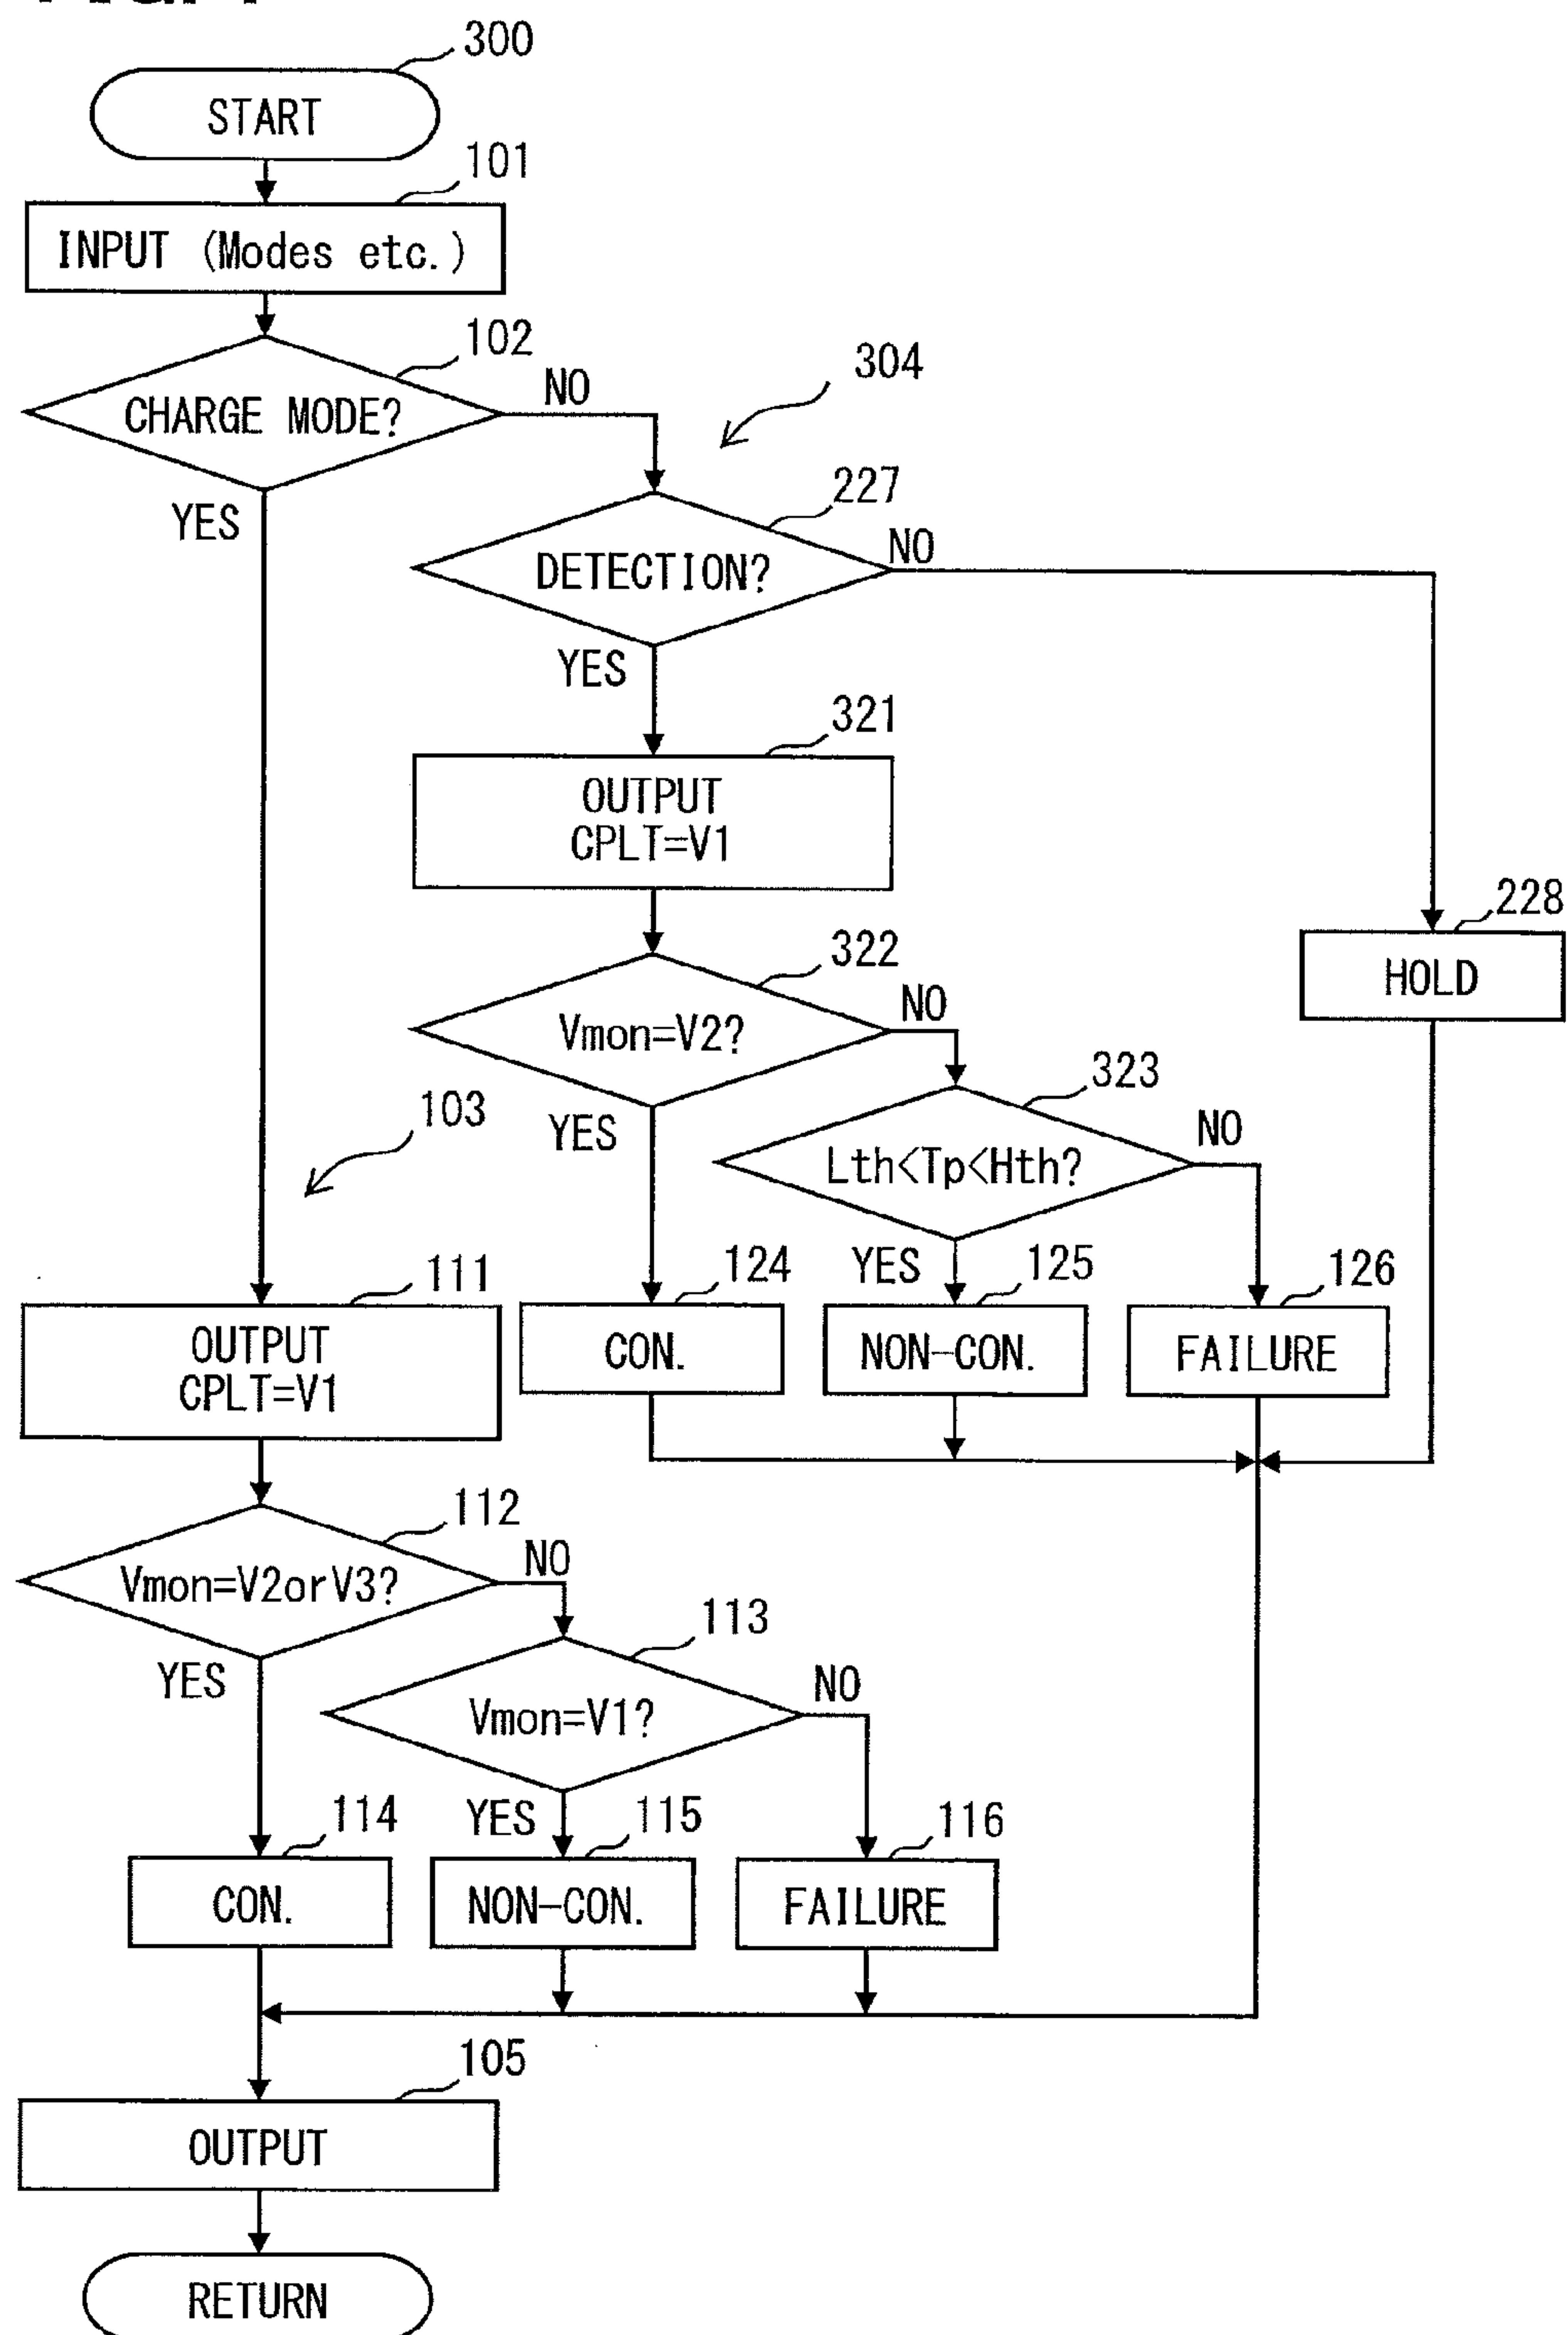 300
START
101
INPUT (Modes etc.)
102
CHARGE MODE?
NO
304
YES
227
DETECTION?
NO
YES
321
OUTPUT
CPLT=V1
228
HOLD
322
Vmon=V2?
NO
323
Lth<Tp<Hth?
NO
YES
103
YES
111
OUTPUT
CPLT=V1
124
CON.
125
NON-CON.
126
FAILURE
112
Vmon=V2orV3?
NO
113
Vmon=V1?
NO
YES
YES
114
CON.
115
NON-CON.
116
FAILURE
105
OUTPUT
RETURN